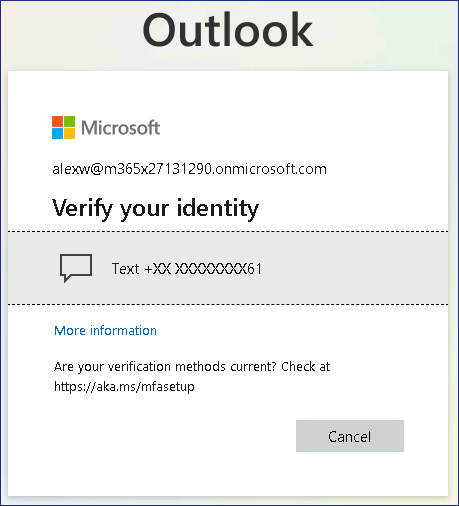 Outlook
Microsoft
alexw@m365x27131290.onmicrosoft.com
Verify your identity
Text +XX XXXXXXXXX61
More information
Are your verification methods current? Check at
https://aka.ms/mfasetup
Cancel